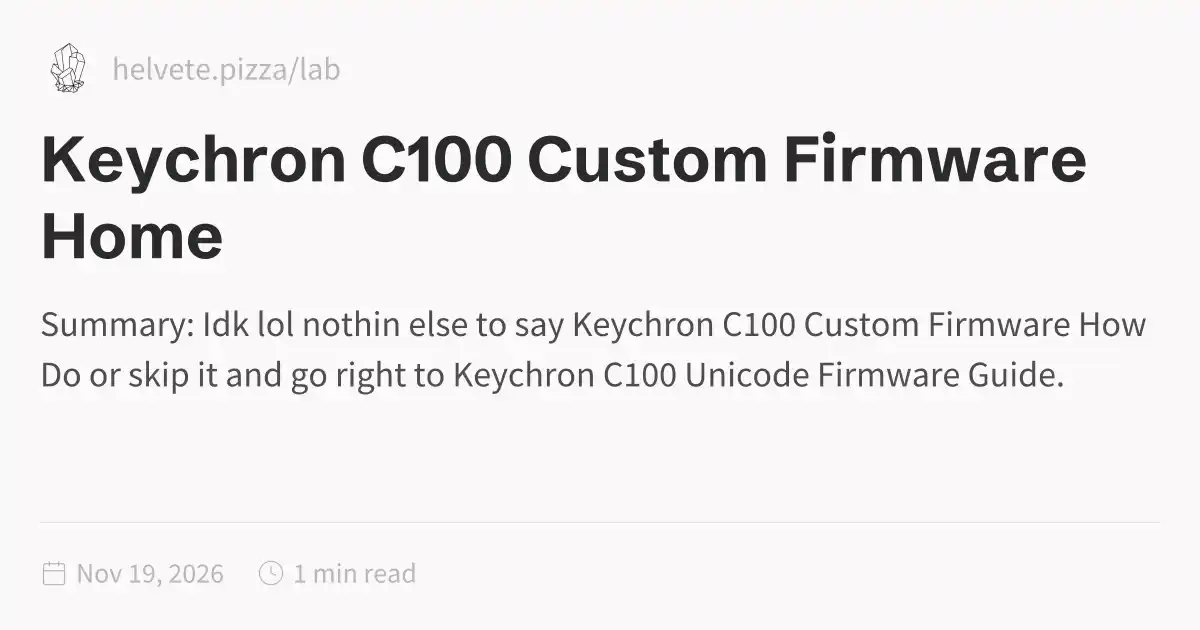 helvete.pizza/lab
Keychron C100 Custom Firmware
Home
Summary: Idk lol nothin else to say Keychron C100 Custom Firmware How
Do or skip it and go right to Keychron C100 Unicode Firmware Guide.
Nov 19, 2026 1 min read